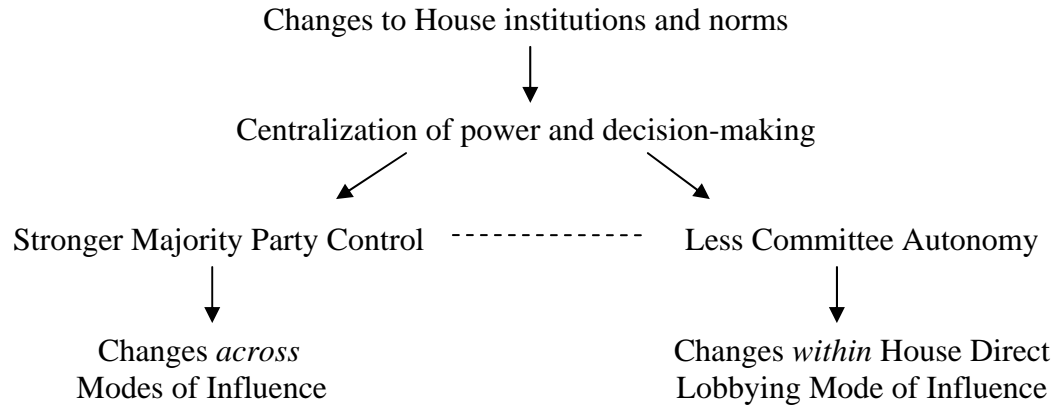 Changes to House institutions and norms
Centralization of power and decision-making
Stronger Majority Party Control
Less Committee Autonomy
Changes across
Modes of Influence
Changes within House Direct
Lobbying Mode of Influence